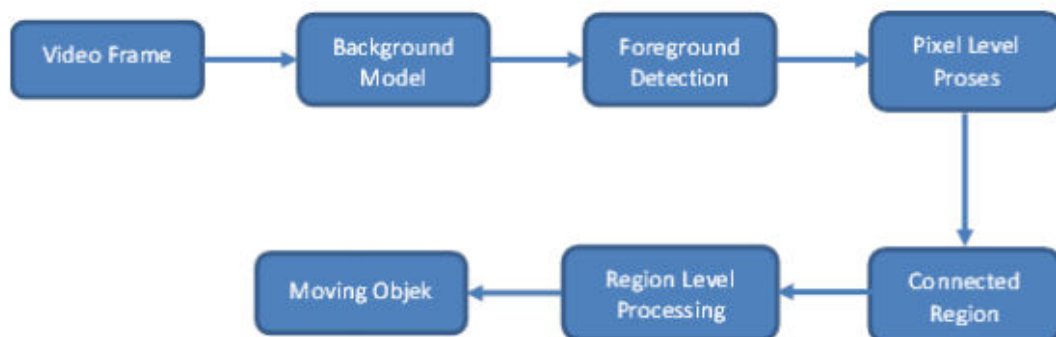 Video Frame
Background
Model
Foreground
Detection
Pixel Level
Proses
Connected
Region
Region Level
Processing
Moving Objek